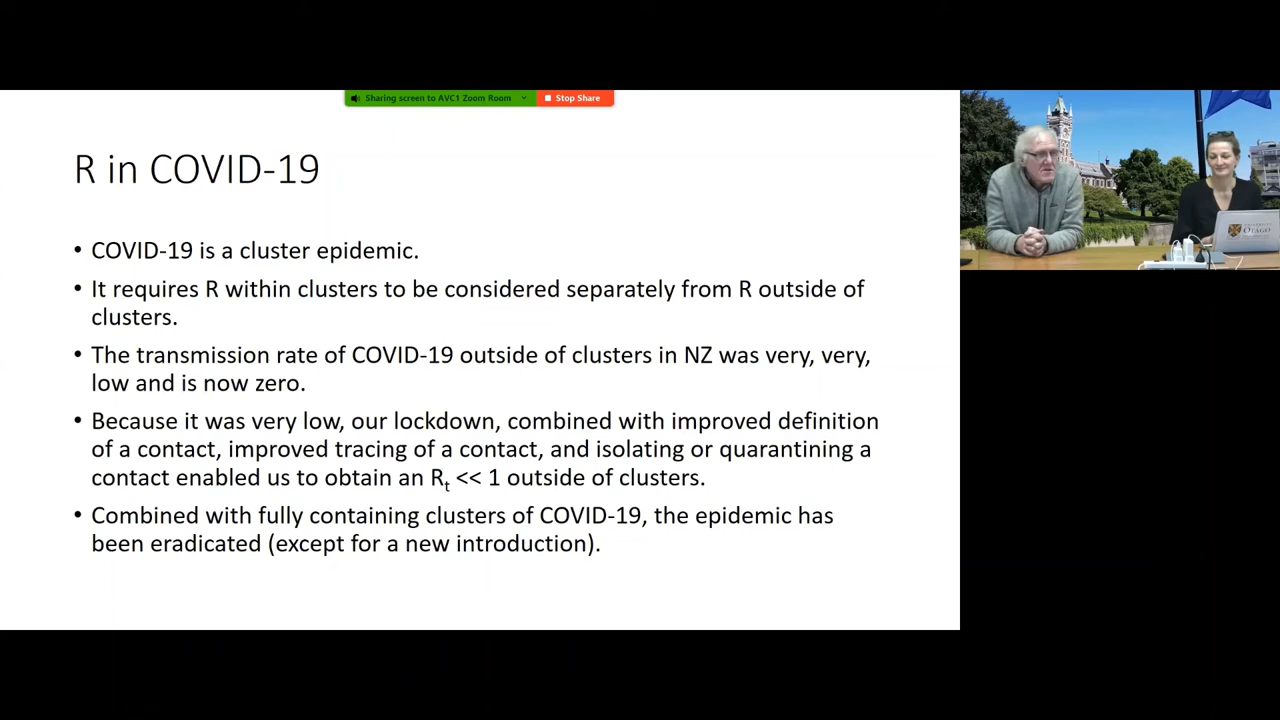 Sharing screen to AVC1 Zoom Room
Stop Share
R in COVID-19
• COVID-19 is a cluster epidemic.
• It requires R within clusters to be considered separately from R outside of
clusters.
• The transmission rate of COVID-19 outside of clusters in NZ was very, very,
low and is now zero.
• Because it was very low, our lockdown, combined with improved definition
of a contact, improved tracing of a contact, and isolating or quarantining a
contact enabled us to obtain an Rt << 1 outside of clusters.
• Combined with fully containing clusters of COVID-19, the epidemic has
been eradicated (except for a new introduction).
OTAGO